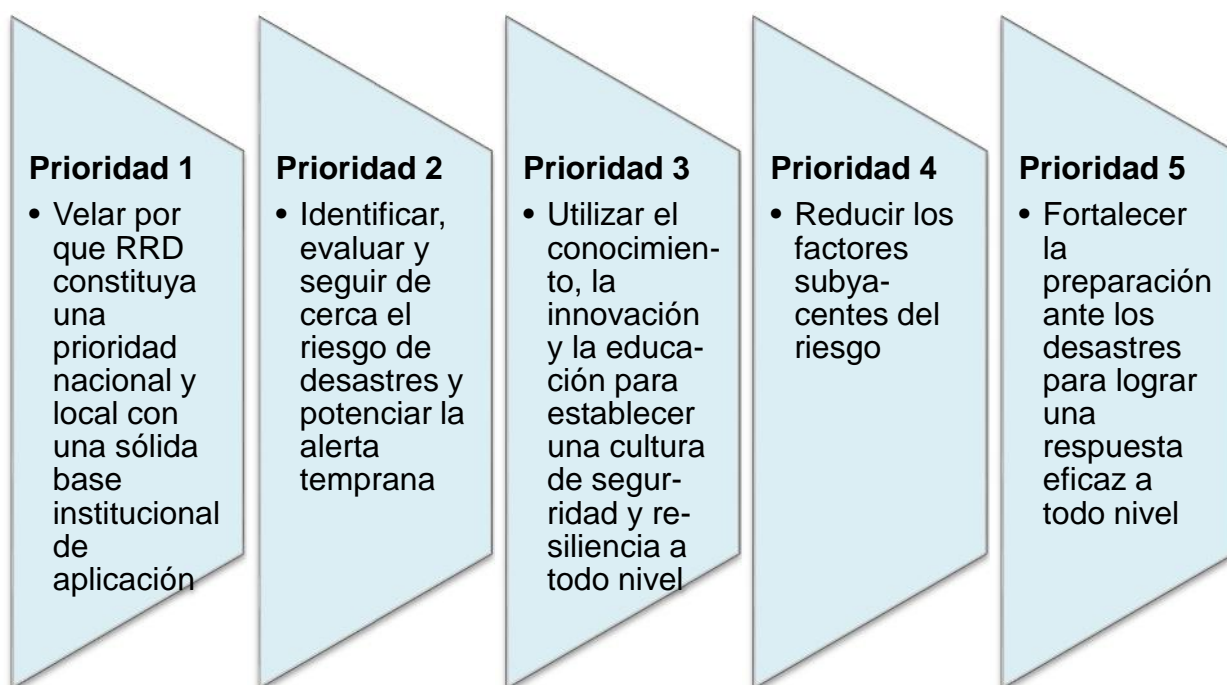 Prioridad 1
• Velar por
que RRD
constituya
una
prioridad
nacional y
local con
una sólida
base
institucional
de
aplicación
Prioridad 2
• Identificar,
evaluar y
seguir de
cerca el
riesgo de
desastres y
potenciar la
alerta
temprana
Prioridad 3
• Utilizar el
conocimien-
to, la
innovación
y la educa-
ción para
establecer
una cultura
de segur-
ridad y re-
siliencia a
todo nivel
Prioridad 4
• Reducir los
factores
subya-
centes del
riesgo
Prioridad 5
• Fortalecer
la
preparación
ante los
desastres
para lograr
una
respuesta
eficaz a
todo nivel